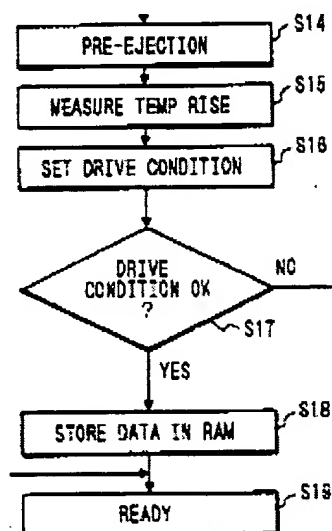 S14
PRE-EJECTION
S15
MEASURE TEMP RISE
S16
SET DRIVE CONDITION
DRIVE
CONDITION OK
?
NO
S17
YES
S18
STORE DATA IN RAM
S19
READY